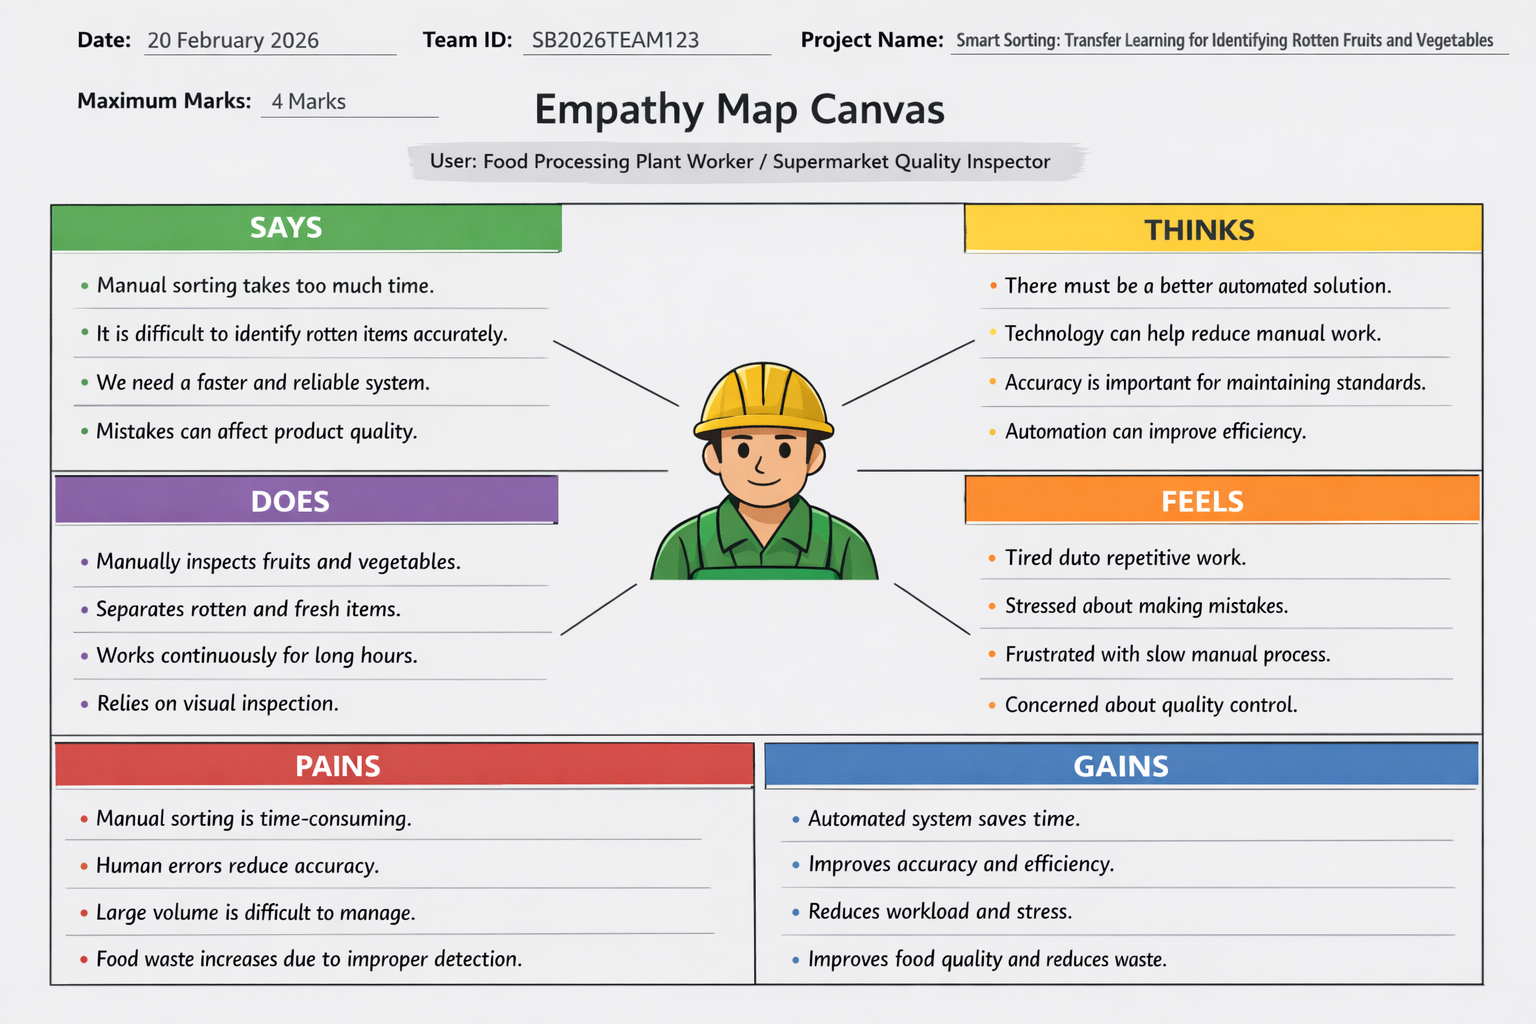 Date: 20 February 2026 Team ID: SB2026TEAM123 Project Name: Smart Sorting: Transfer Learning for Identifying Rotten Fruits and Vegetables
Maximum Marks: 4 Marks
Empathy Map Canvas
User: Food Processing Plant Worker / Supermarket Quality Inspector
SAYS
• Manual sorting takes too much time.
• It is difficult to identify rotten items accurately.
• We need a faster and reliable system.
• Mistakes can affect product quality.
THINKS
• There must be a better automated solution.
• Technology can help reduce manual work.
• Accuracy is important for maintaining standards.
• Automation can improve efficiency.
DOES
• Manually inspects fruits and vegetables.
• Separates rotten and fresh items.
• Works continuously for long hours.
• Relies on visual inspection.
FEELS
• Tired duto repetitive work.
• Stressed about making mistakes.
• Frustrated with slow manual process.
• Concerned about quality control.
PAINS
• Manual sorting is time-consuming.
• Human errors reduce accuracy.
• Large volume is difficult to manage.
• Food waste increases due to improper detection.
GAINS
• Automated system saves time.
• Improves accuracy and efficiency.
• Reduces workload and stress.
• Improves food quality and reduces waste.